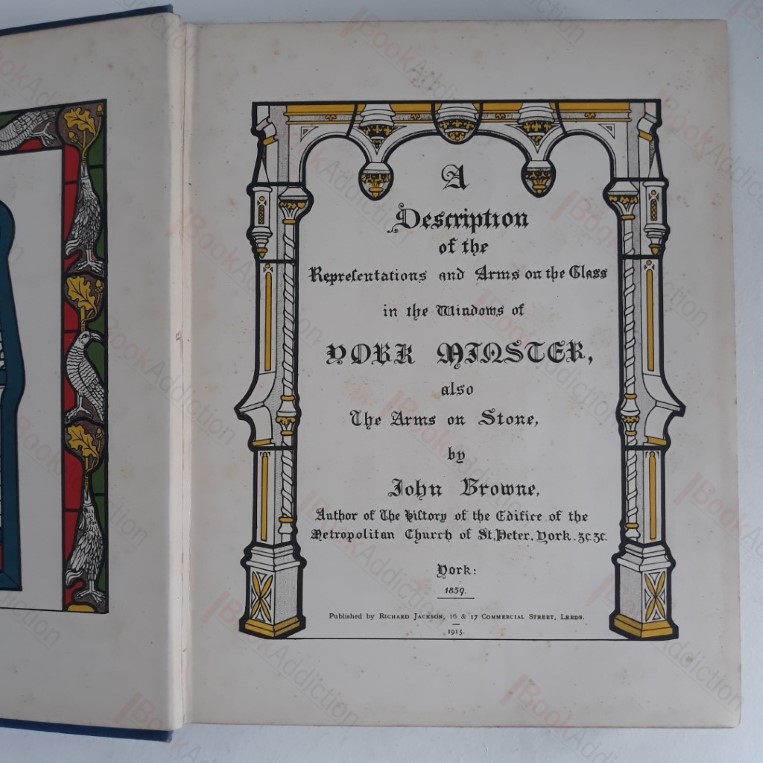 A
Description
of the
Representations and Arms on the Glass
in the Windows of
YORK MINSTER,
also
The Arms on Stone,
by
John Browne,
Author of The History of the Edifice of the
Metropolitan Church of St. Peter, York. &c. &c.
York:
1859.
Published by RICHARD JACKSON, 16 & 17 COMMERCIAL STREET, LEEDS.
1915.
BookAddiction